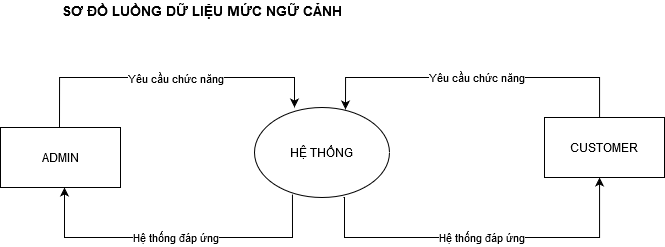 SƠ ĐỒ LUỒNG DỮ LIỆU MỨC NGỮ CẢNH
Yêu cầu chức năng
Yêu cầu chức năng
ADMIN
HỆ THỐNG
CUSTOMER
Hệ thống đáp ứng
Hệ thống đáp ứng